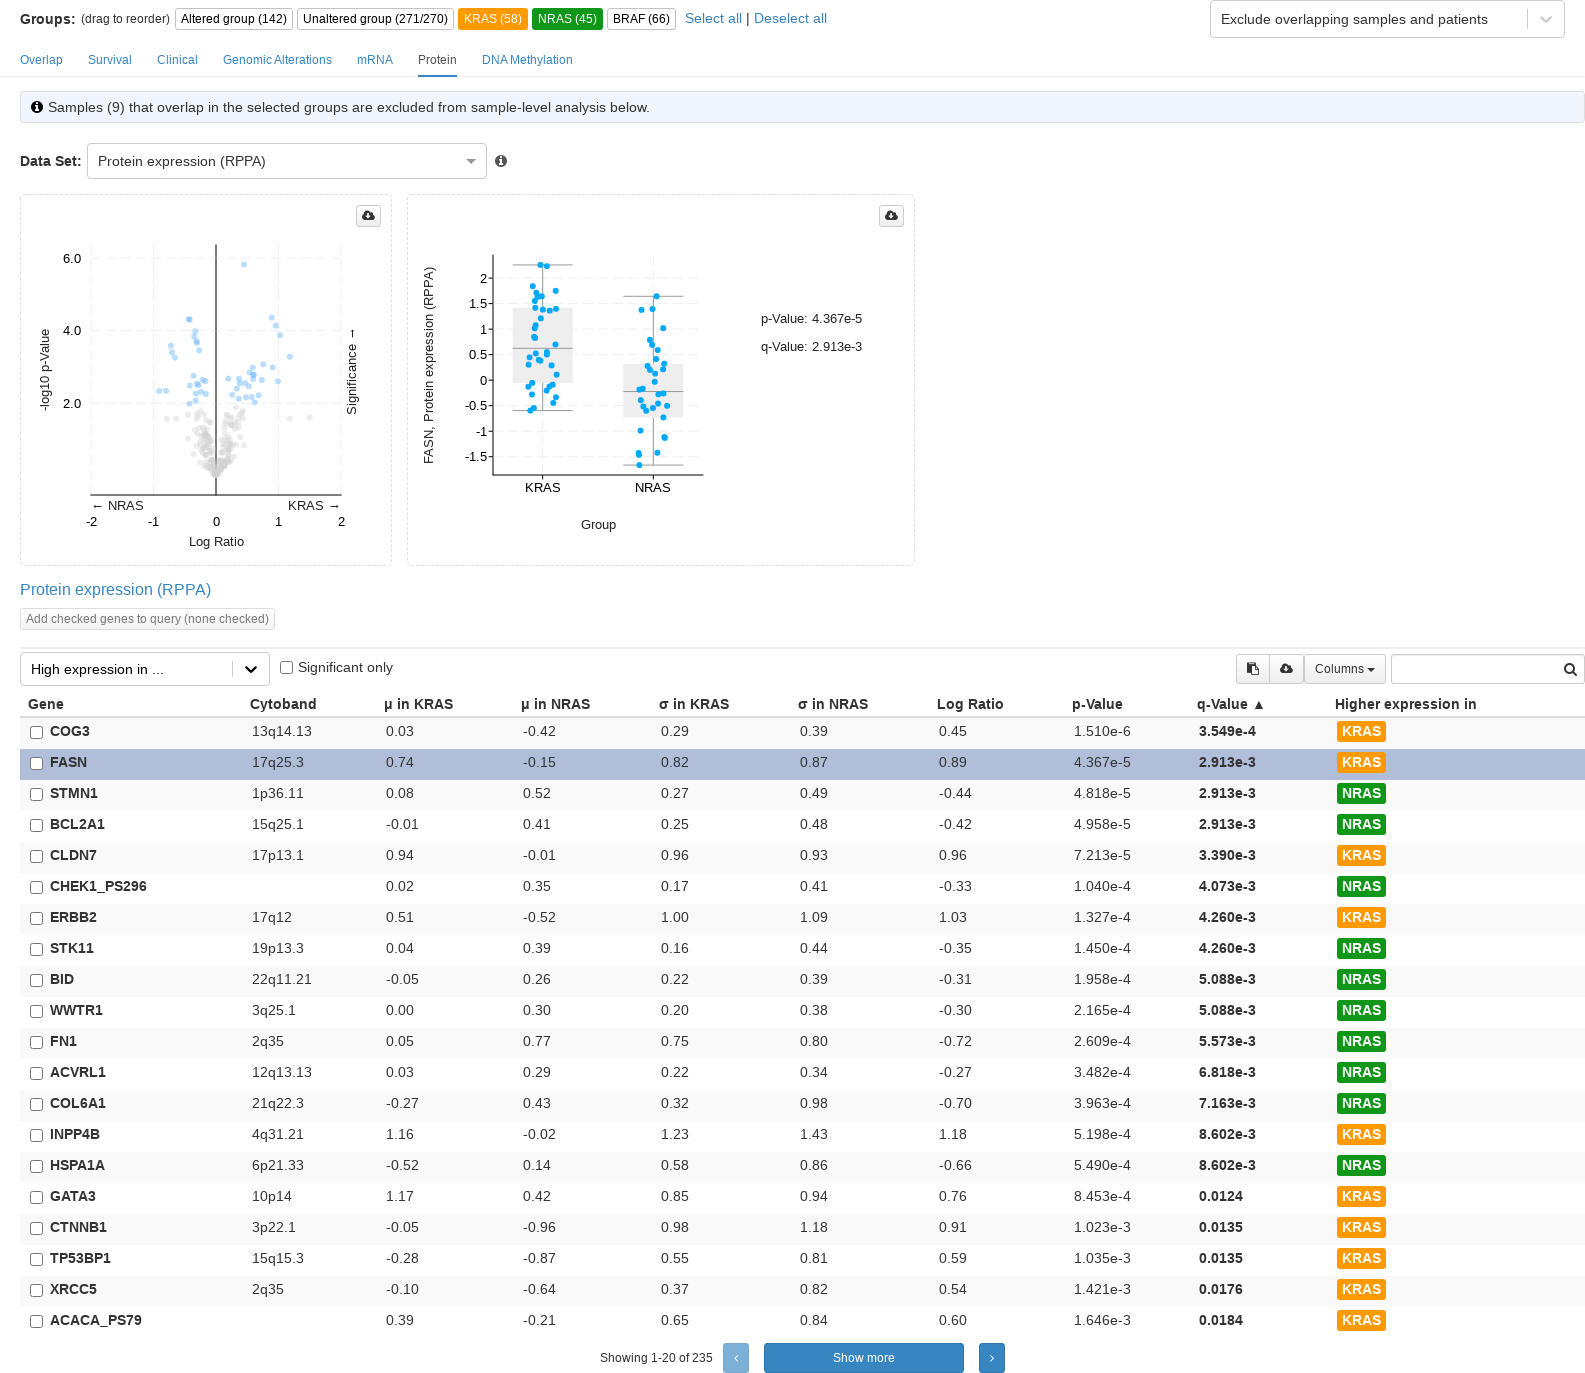 Groups: (drag to reorder) Altered group (142) Unaltered group (271/270) KRAS (58) NRAS (45) BRAF (66) Select all | Deselect all Exclude overlapping samples and patients
Overlap Survival Clinical Genomic Alterations mRNA Protein DNA Methylation
Samples (9) that overlap in the selected groups are excluded from sample-level analysis below.
Data Set: Protein expression (RPPA)
6.0
4.0
2.0
-log10 p-Value
Significance →
← NRAS KRAS →
-2 -1 0 1 2
Log Ratio
FASN, Protein expression (RPPA)
2
1.5
1
0.5
0
-0.5
-1
-1.5
KRAS NRAS
Group
p-Value: 4.367e-5
q-Value: 2.913e-3
Protein expression (RPPA)
Add checked genes to query (none checked)
High expression in ... Significant only Columns
Gene Cytoband μ in KRAS μ in NRAS σ in KRAS σ in NRAS Log Ratio p-Value q-Value ▲ Higher expression in
COG3 13q14.13 0.03 -0.42 0.29 0.39 0.45 1.510e-6 3.549e-4 KRAS
FASN 17q25.3 0.74 -0.15 0.82 0.87 0.89 4.367e-5 2.913e-3 KRAS
STMN1 1p36.11 0.08 0.52 0.27 0.49 -0.44 4.818e-5 2.913e-3 NRAS
BCL2A1 15q25.1 -0.01 0.41 0.25 0.48 -0.42 4.958e-5 2.913e-3 NRAS
CLDN7 17p13.1 0.94 -0.01 0.96 0.93 0.96 7.213e-5 3.390e-3 KRAS
CHEK1_PS296 0.02 0.35 0.17 0.41 -0.33 1.040e-4 4.073e-3 NRAS
ERBB2 17q12 0.51 -0.52 1.00 1.09 1.03 1.327e-4 4.260e-3 KRAS
STK11 19p13.3 0.04 0.39 0.16 0.44 -0.35 1.450e-4 4.260e-3 NRAS
BID 22q11.21 -0.05 0.26 0.22 0.39 -0.31 1.958e-4 5.088e-3 NRAS
WWTR1 3q25.1 0.00 0.30 0.20 0.38 -0.30 2.165e-4 5.088e-3 NRAS
FN1 2q35 0.05 0.77 0.75 0.80 -0.72 2.609e-4 5.573e-3 NRAS
ACVRL1 12q13.13 0.03 0.29 0.22 0.34 -0.27 3.482e-4 6.818e-3 NRAS
COL6A1 21q22.3 -0.27 0.43 0.32 0.98 -0.70 3.963e-4 7.163e-3 NRAS
INPP4B 4q31.21 1.16 -0.02 1.23 1.43 1.18 5.198e-4 8.602e-3 KRAS
HSPA1A 6p21.33 -0.52 0.14 0.58 0.86 -0.66 5.490e-4 8.602e-3 NRAS
GATA3 10p14 1.17 0.42 0.85 0.94 0.76 8.453e-4 0.0124 KRAS
CTNNB1 3p22.1 -0.05 -0.96 0.98 1.18 0.91 1.023e-3 0.0135 KRAS
TP53BP1 15q15.3 -0.28 -0.87 0.55 0.81 0.59 1.035e-3 0.0135 KRAS
XRCC5 2q35 -0.10 -0.64 0.37 0.82 0.54 1.421e-3 0.0176 KRAS
ACACA_PS79 0.39 -0.21 0.65 0.84 0.60 1.646e-3 0.0184 KRAS
Showing 1-20 of 235 ‹ Show more ›